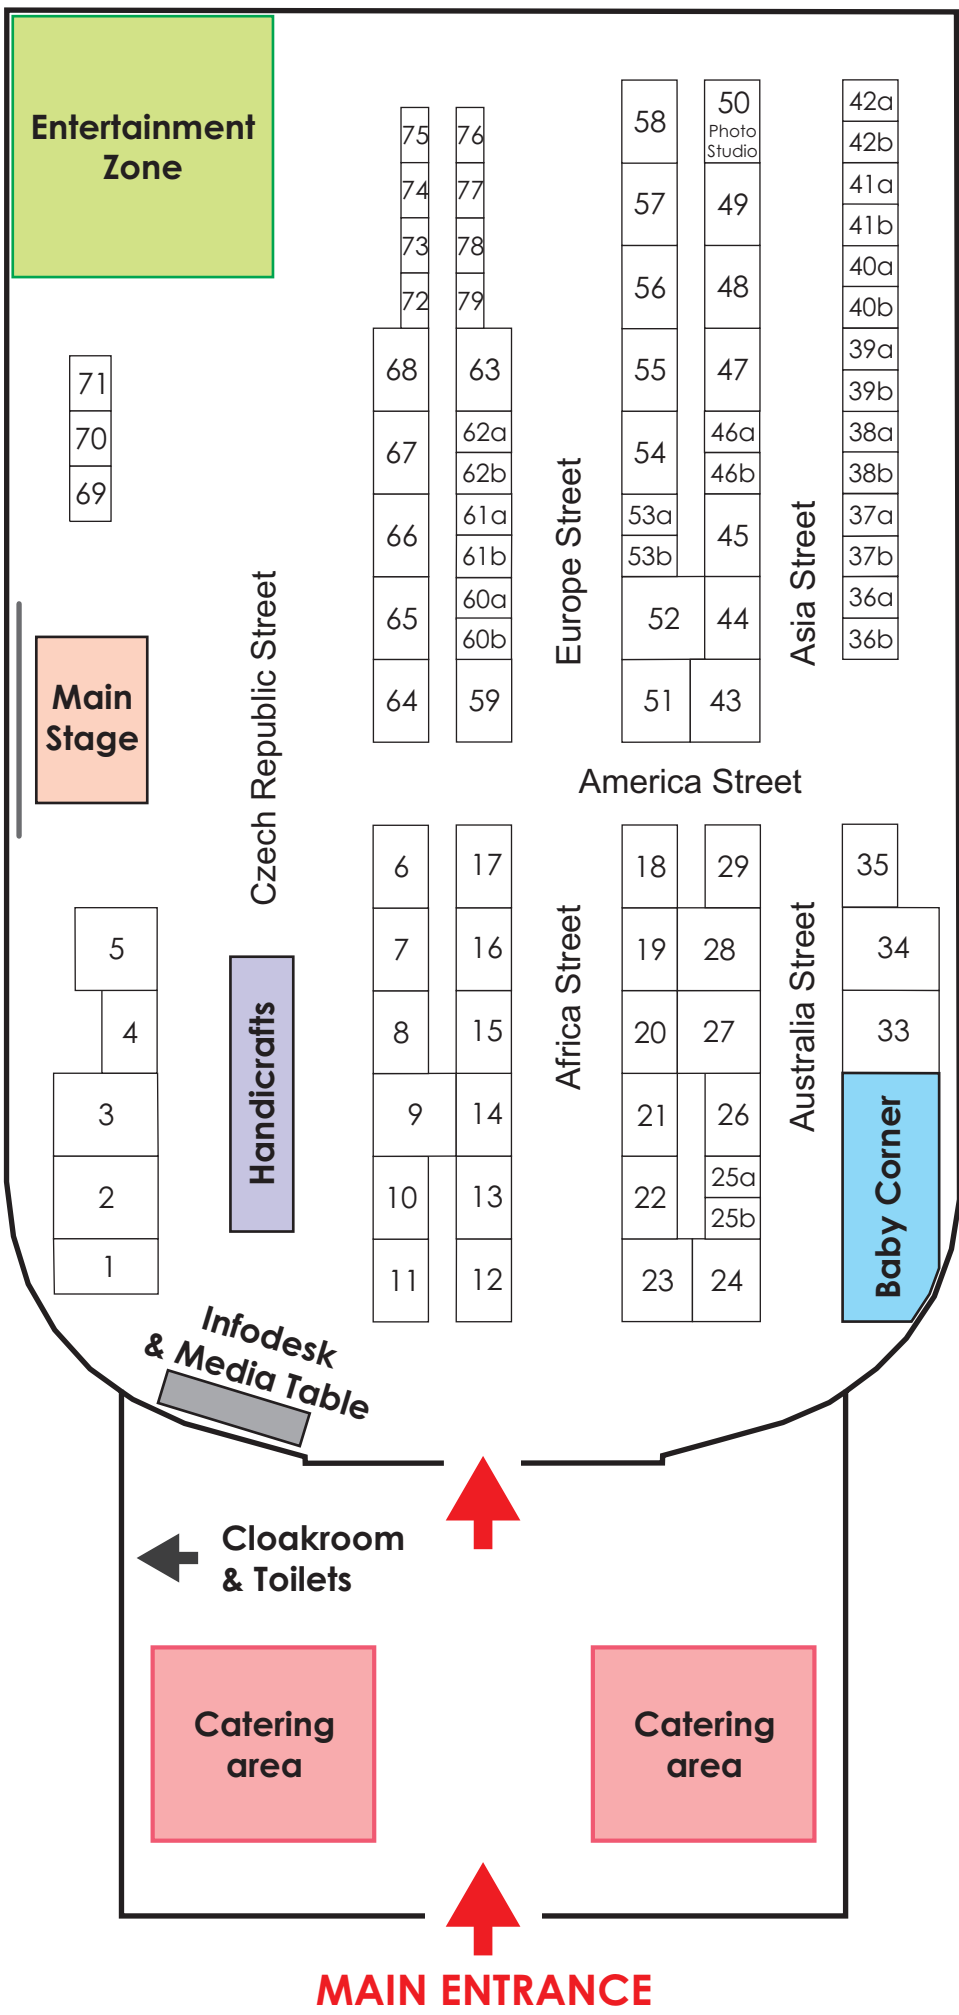 Entertainment
Zone
75
76
74
77
73
78
72
79
58
50
Photo
Studio
57
49
56
48
42a
42b
41a
41b
40a
40b
71
70
69
68
63
67
62a
62b
66
61a
61b
65
60a
60b
64
59
Europe Street
55
47
54
46a
46b
53a
53b
45
52
44
51
43
Asia Street
39a
39b
38a
38b
37a
37b
36a
36b
Main
Stage
Czech Republic Street
America Street
5
4
3
2
1
Handicrafts
6
17
7
16
8
15
9
14
10
13
11
12
Africa Street
18
29
19
28
20
27
21
26
22
25a
25b
23
24
Australia Street
35
34
33
Baby Corner
Infodesk
& Media Table
Cloakroom
& Toilets
Catering
area
Catering
area
MAIN ENTRANCE